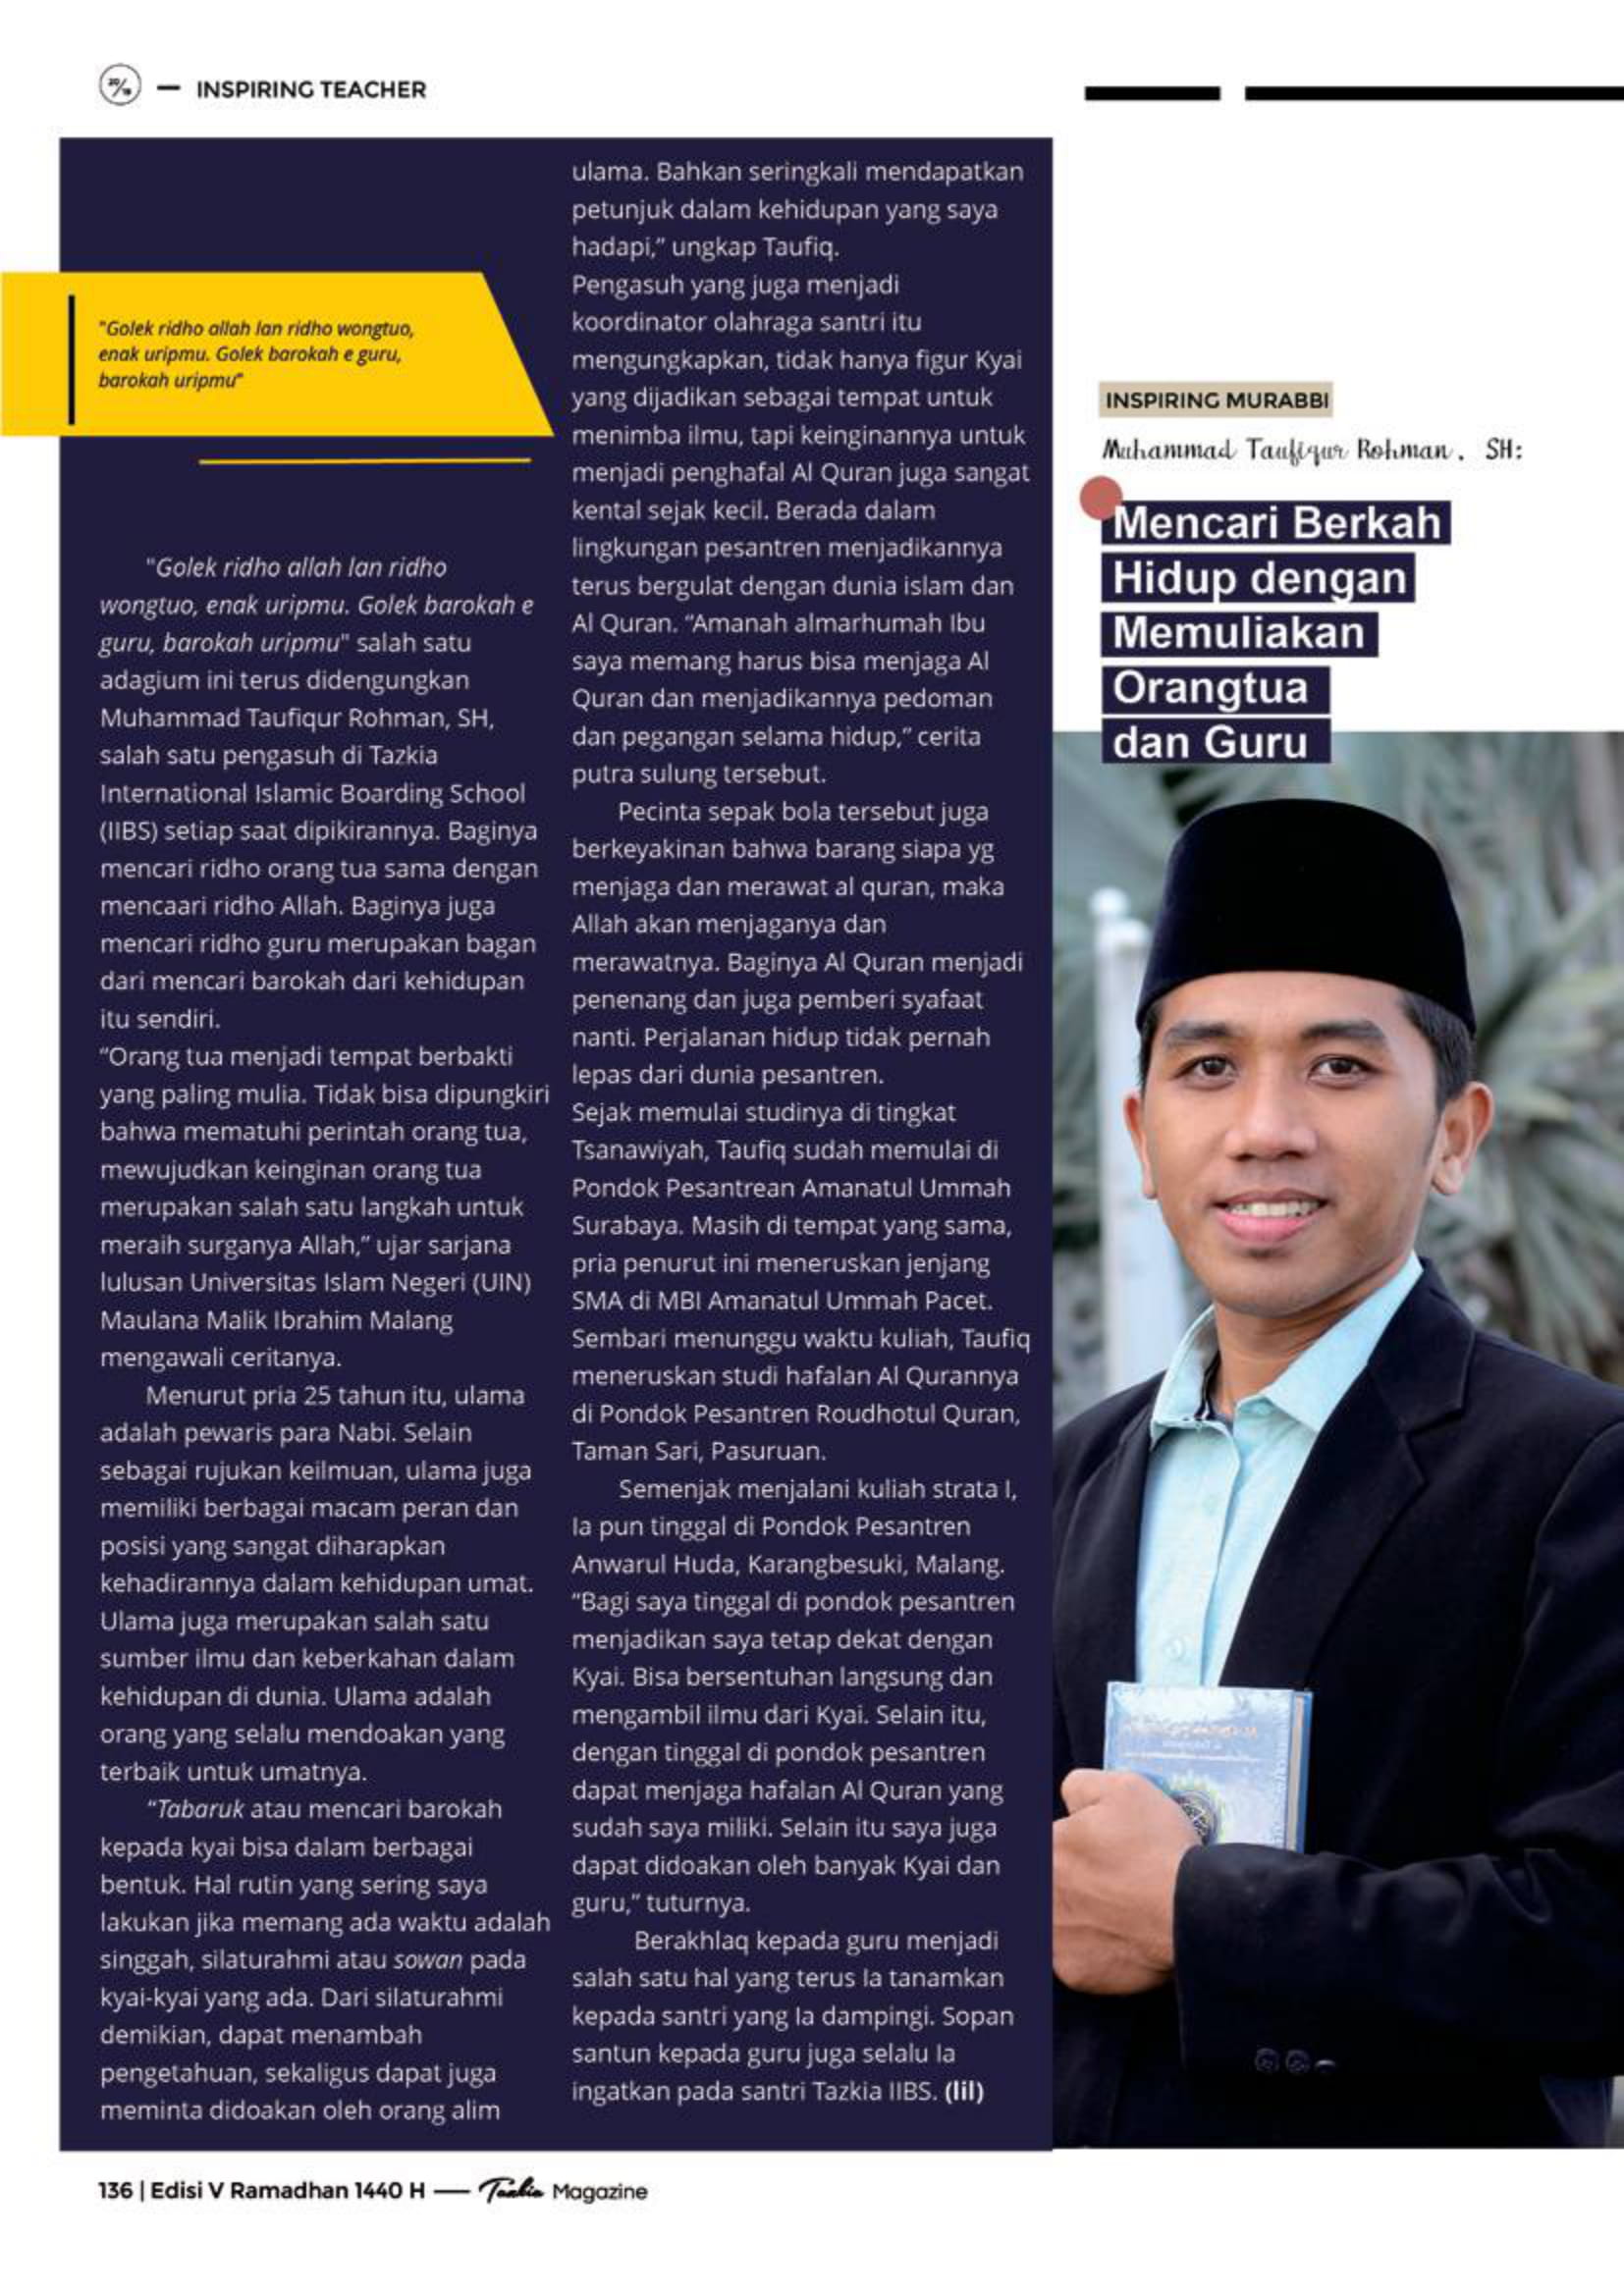 20/19 — INSPIRING TEACHER
"Golek ridho allah lan ridho wongtuo,
enak uripmu. Golek barokah e guru,
barokah uripmu"
"Golek ridho allah lan ridho
wongtuo, enak uripmu. Golek barokah e
guru, barokah uripmu" salah satu
adagium ini terus didengungkan
Muhammad Taufiqur Rohman, SH,
salah satu pengasuh di Tazkia
International Islamic Boarding School
(IIBS) setiap saat dipikirannya. Baginya
mencari ridho orang tua sama dengan
mencaari ridho Allah. Baginya juga
mencari ridho guru merupakan bagan
dari mencari barokah dari kehidupan
itu sendiri.
“Orang tua menjadi tempat berbakti
yang paling mulia. Tidak bisa dipungkiri
bahwa mematuhi perintah orang tua,
mewujudkan keinginan orang tua
merupakan salah satu langkah untuk
meraih surganya Allah,” ujar sarjana
lulusan Universitas Islam Negeri (UIN)
Maulana Malik Ibrahim Malang
mengawali ceritanya.
Menurut pria 25 tahun itu, ulama
adalah pewaris para Nabi. Selain
sebagai rujukan keilmuan, ulama juga
memiliki berbagai macam peran dan
posisi yang sangat diharapkan
kehadirannya dalam kehidupan umat.
Ulama juga merupakan salah satu
sumber ilmu dan keberkahan dalam
kehidupan di dunia. Ulama adalah
orang yang selalu mendoakan yang
terbaik untuk umatnya.
“Tabaruk atau mencari barokah
kepada kyai bisa dalam berbagai
bentuk. Hal rutin yang sering saya
lakukan jika memang ada waktu adalah
singgah, silaturahmi atau sowan pada
kyai-kyai yang ada. Dari silaturahmi
demikian, dapat menambah
pengetahuan, sekaligus dapat juga
meminta didoakan oleh orang alim
ulama. Bahkan seringkali mendapatkan
petunjuk dalam kehidupan yang saya
hadapi,” ungkap Taufiq.
Pengasuh yang juga menjadi
koordinator olahraga santri itu
mengungkapkan, tidak hanya figur Kyai
yang dijadikan sebagai tempat untuk
menimba ilmu, tapi keinginannya untuk
menjadi penghafal Al Quran juga sangat
kental sejak kecil. Berada dalam
lingkungan pesantren menjadikannya
terus bergulat dengan dunia islam dan
Al Quran. “Amanah almarhumah Ibu
saya memang harus bisa menjaga Al
Quran dan menjadikannya pedoman
dan pegangan selama hidup,” cerita
putra sulung tersebut.
Pecinta sepak bola tersebut juga
berkeyakinan bahwa barang siapa yg
menjaga dan merawat al quran, maka
Allah akan menjaganya dan
merawatnya. Baginya Al Quran menjadi
penenang dan juga pemberi syafaat
nanti. Perjalanan hidup tidak pernah
lepas dari dunia pesantren.
Sejak memulai studinya di tingkat
Tsanawiyah, Taufiq sudah memulai di
Pondok Pesantrean Amanatul Ummah
Surabaya. Masih di tempat yang sama,
pria penurut ini meneruskan jenjang
SMA di MBI Amanatul Ummah Pacet.
Sembari menunggu waktu kuliah, Taufiq
meneruskan studi hafalan Al Qurannya
di Pondok Pesantren Roudhotul Quran,
Taman Sari, Pasuruan.
Semenjak menjalani kuliah strata I,
Ia pun tinggal di Pondok Pesantren
Anwarul Huda, Karangbesuki, Malang.
“Bagi saya tinggal di pondok pesantren
menjadikan saya tetap dekat dengan
Kyai. Bisa bersentuhan langsung dan
mengambil ilmu dari Kyai. Selain itu,
dengan tinggal di pondok pesantren
dapat menjaga hafalan Al Quran yang
sudah saya miliki. Selain itu saya juga
dapat didoakan oleh banyak Kyai dan
guru,” tuturnya.
Berakhlaq kepada guru menjadi
salah satu hal yang terus Ia tanamkan
kepada santri yang Ia dampingi. Sopan
santun kepada guru juga selalu Ia
ingatkan pada santri Tazkia IIBS. (lil)
INSPIRING MURABBI
Muhammad Taufiqur Rohman, SH:
Mencari Berkah
Hidup dengan
Memuliakan
Orangtua
dan Guru
136 | Edisi V Ramadhan 1440 H — Tazkia Magazine